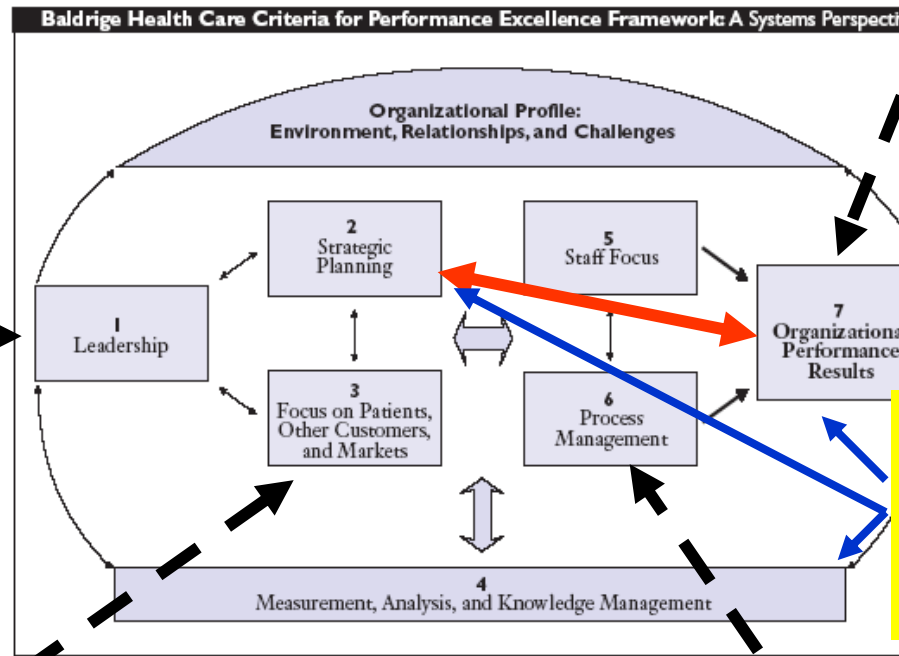 Baldrige Health Care Criteria for Performance Excellence Framework: A Systems Perspecti
Organizational Profile:
Environment, Relationships, and Challenges
2
Strategic
Planning
5
Staff Focus
1
Leadership
7
Organizationa
Performance
Results
3
Focus on Patients,
Other Customers,
and Markets
6
Process
Management
4
Measurement, Analysis, and Knowledge Management